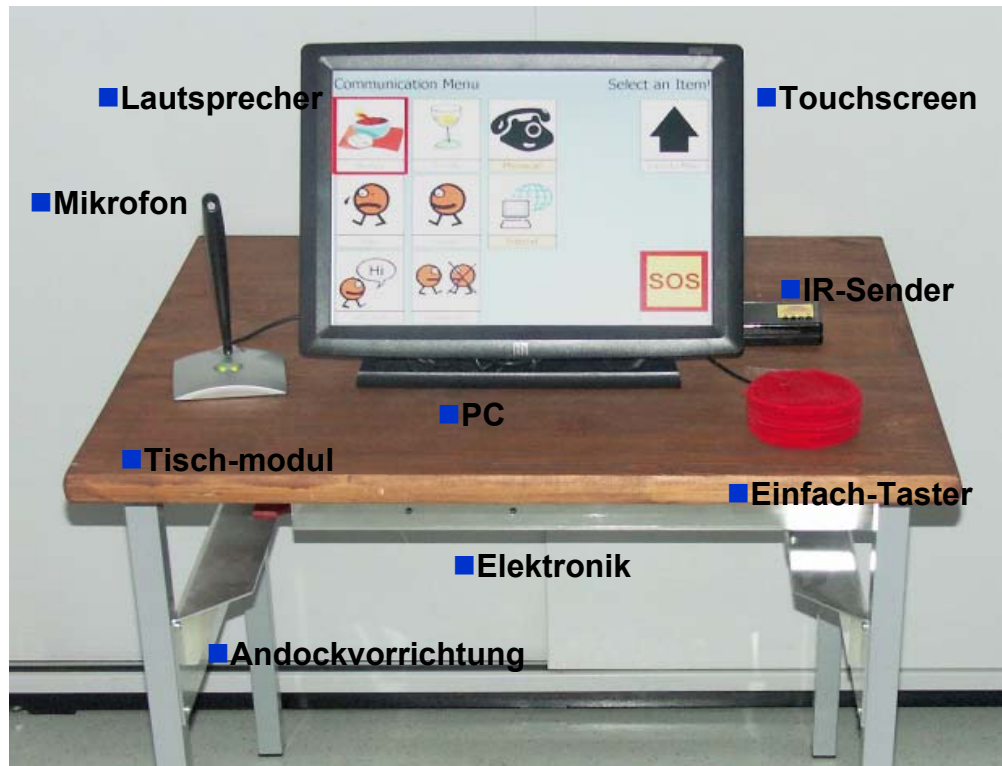 Communication Menu
Select an Item!
Hi
SOS
Lautsprecher
Touchscreen
Mikrofon
IR-Sender
PC
Tisch-modul
Einfach-Taster
Elektronik
Andockvorrichtung